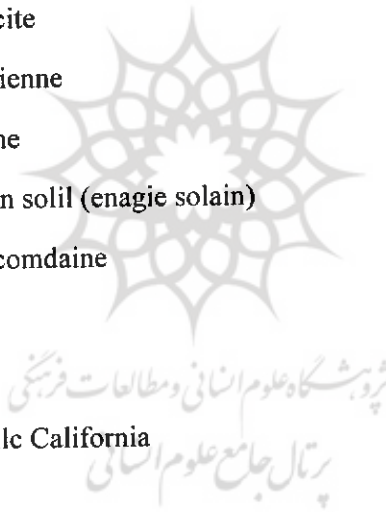 cite
ienne
ne
n solil (enagie solain)
comdaine
پژوهشگاه علوم انسانی و مطالعات فرهنگی
lc California
پرتال جامع علوم انسانی